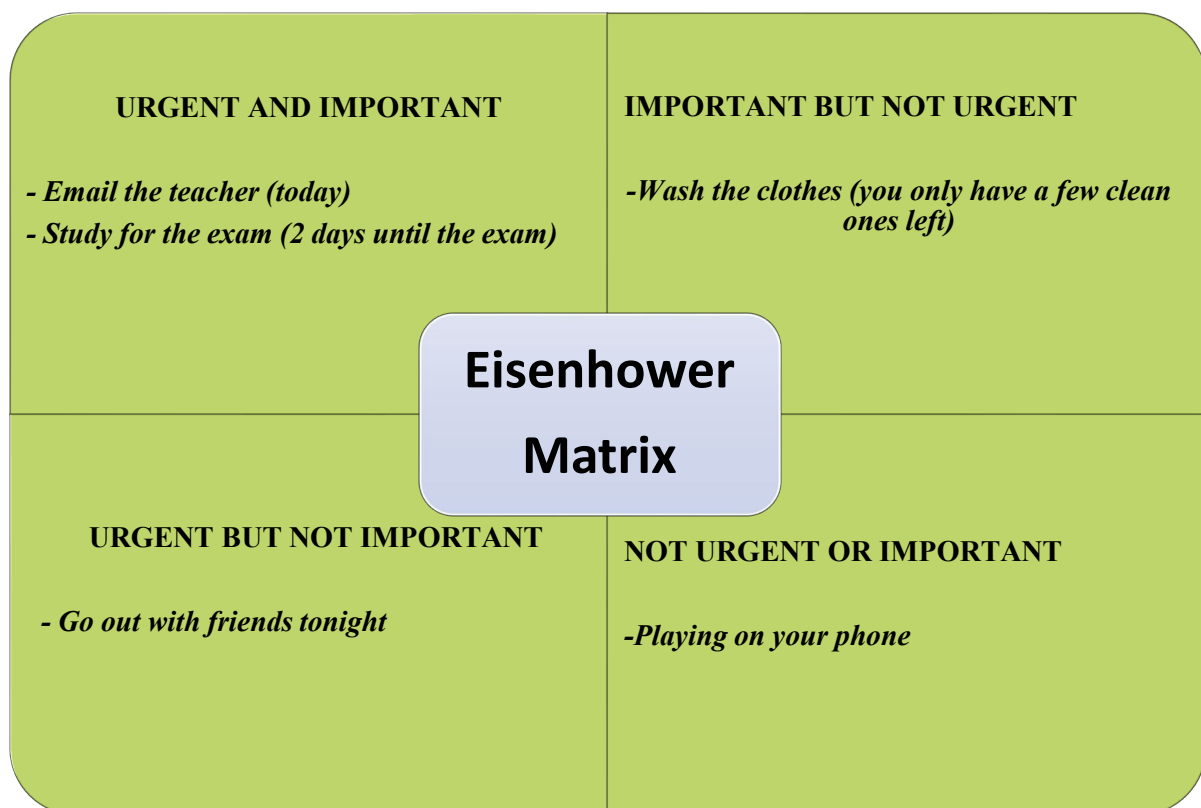 URGENT AND IMPORTANT
- Email the teacher (today)
- Study for the exam (2 days until the exam)
IMPORTANT BUT NOT URGENT
-Wash the clothes (you only have a few clean
ones left)
Eisenhower
Matrix
URGENT BUT NOT IMPORTANT
- Go out with friends tonight
NOT URGENT OR IMPORTANT
-Playing on your phone